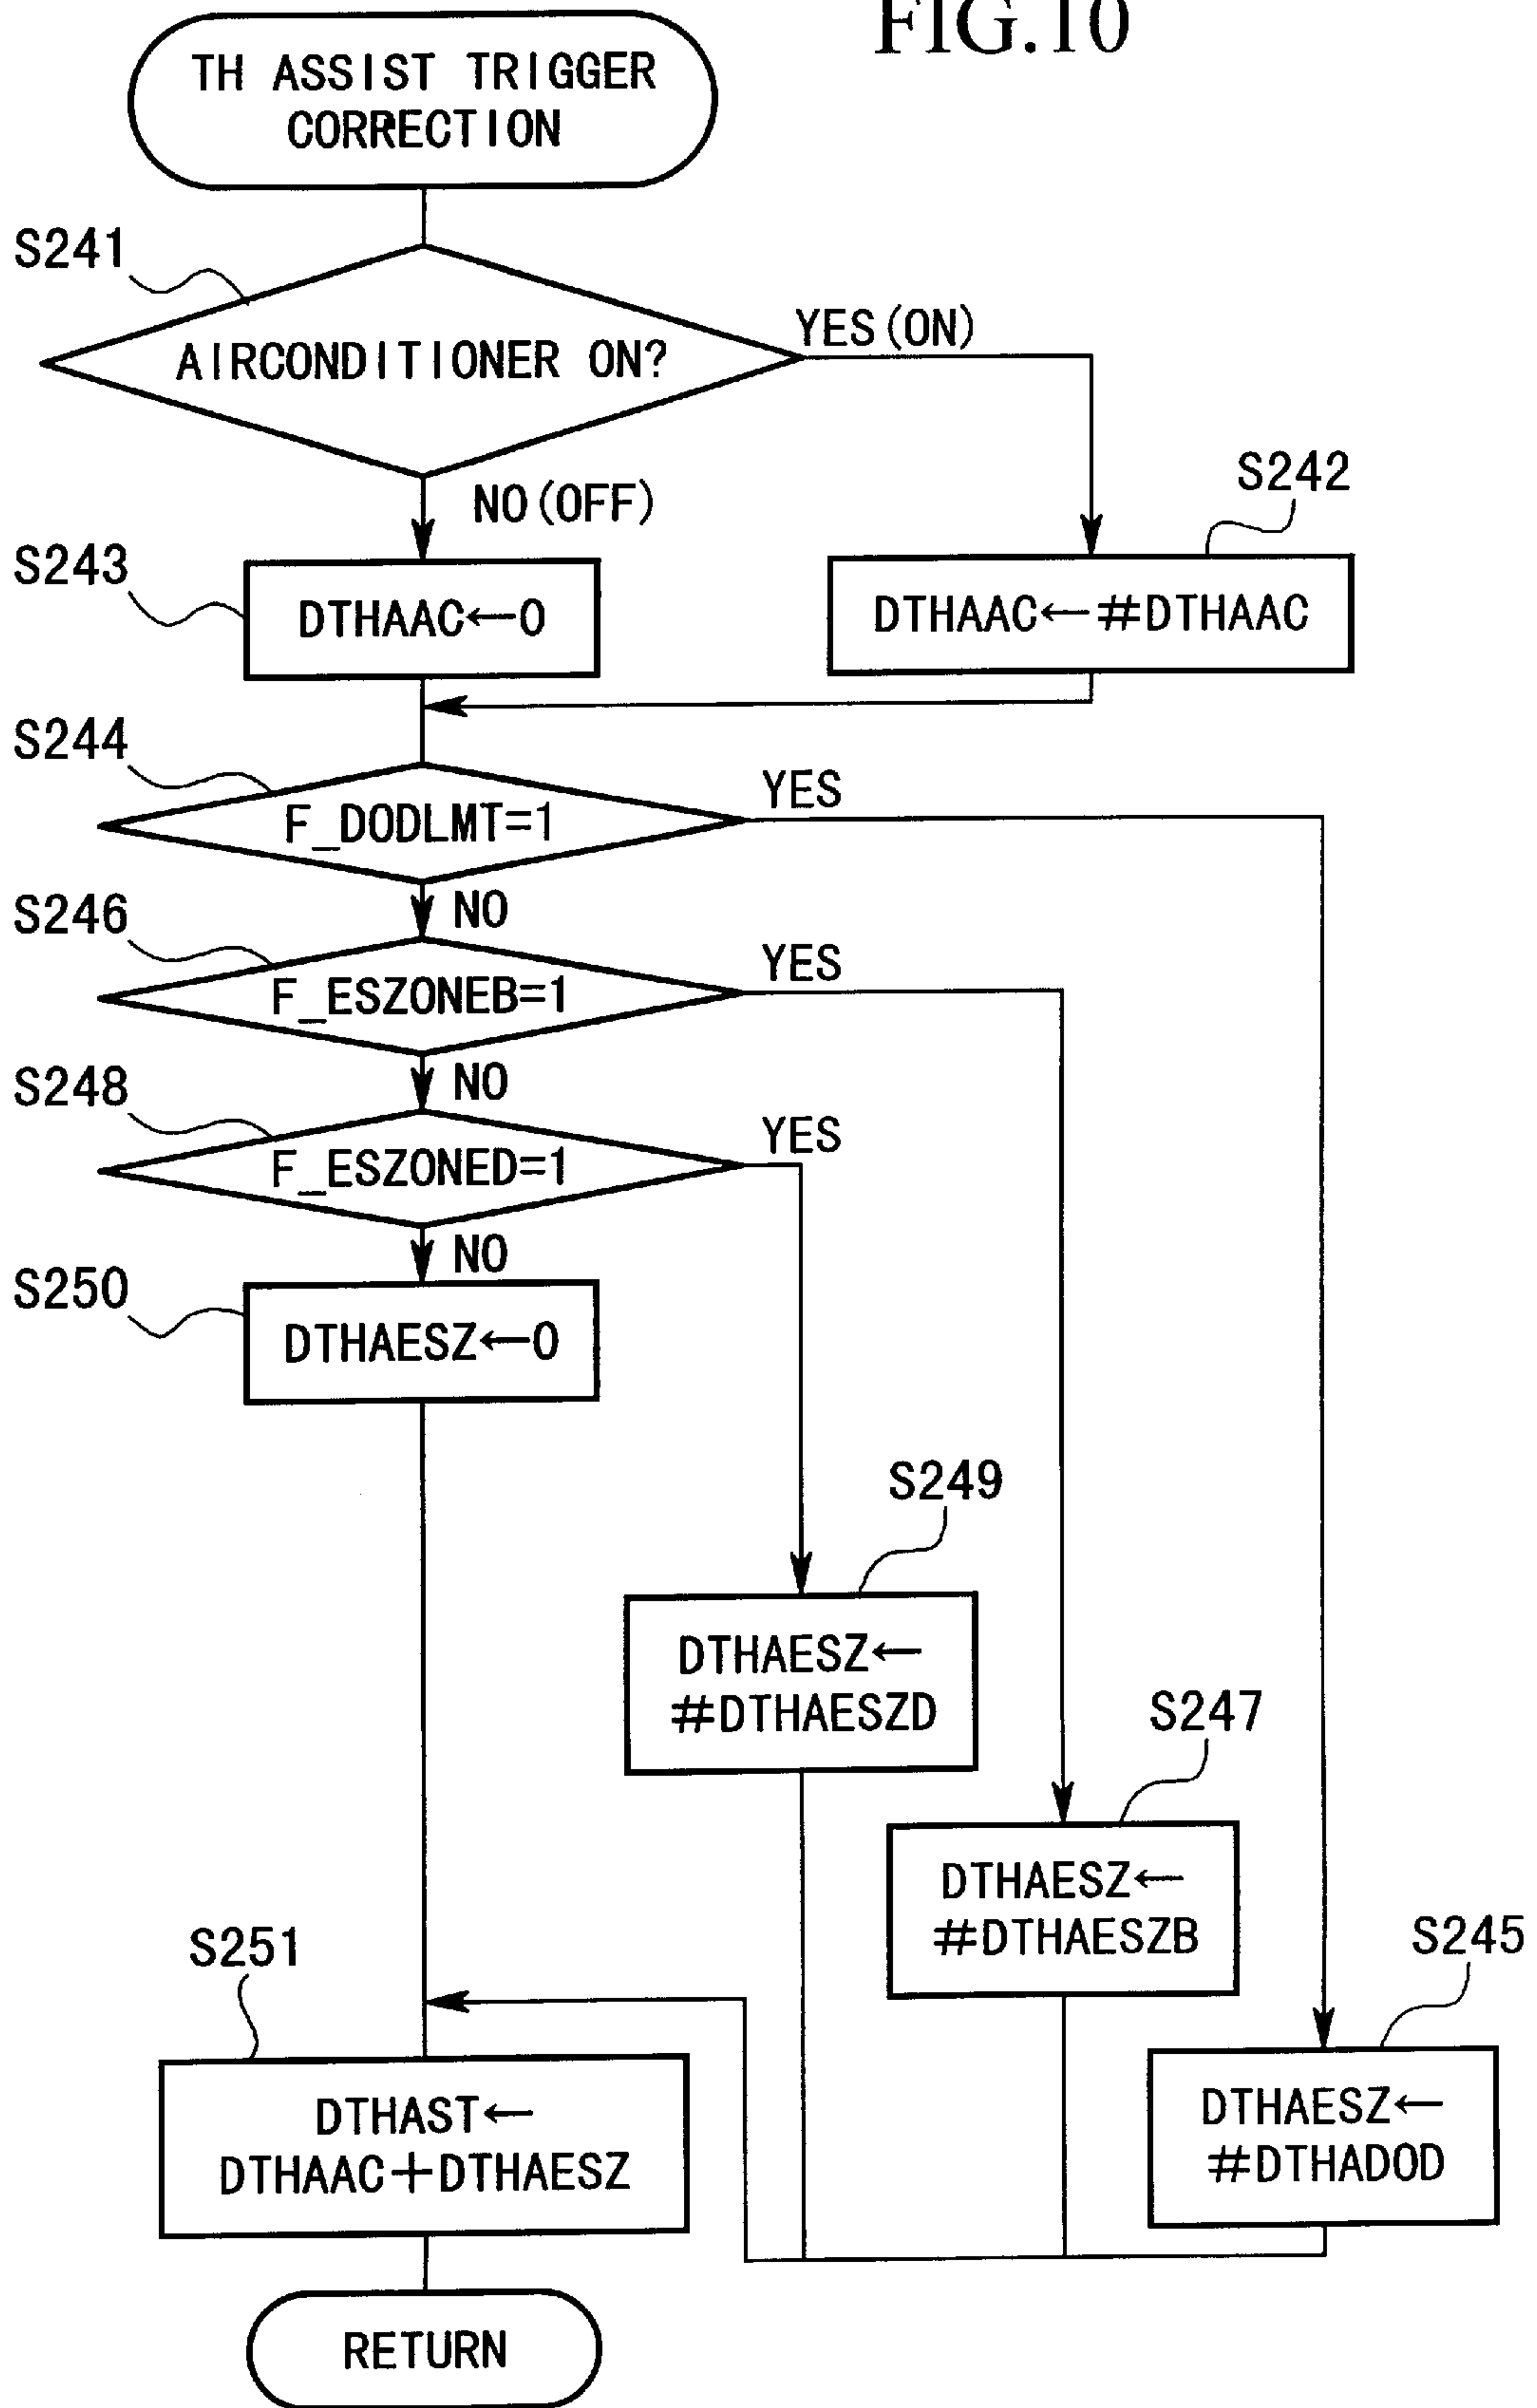 FIG.10
TH ASSIST TRIGGER
CORRECTION
S241
AIRCONDITIONER ON?
YES(ON)
NO(OFF)
S242
S243
DTHAAC←0
DTHAAC←#DTHAAC
S244
F_DODLMT=1
YES
NO
S246
F_ESZONEB=1
YES
NO
S248
F_ESZONED=1
YES
NO
S250
DTHAESZ←0
S249
DTHAESZ←
#DTHAESZD
S247
DTHAESZ←
#DTHAESZB
S245
DTHAESZ←
#DTHADOD
S251
DTHAST←
DTHAAC+DTHAESZ
RETURN